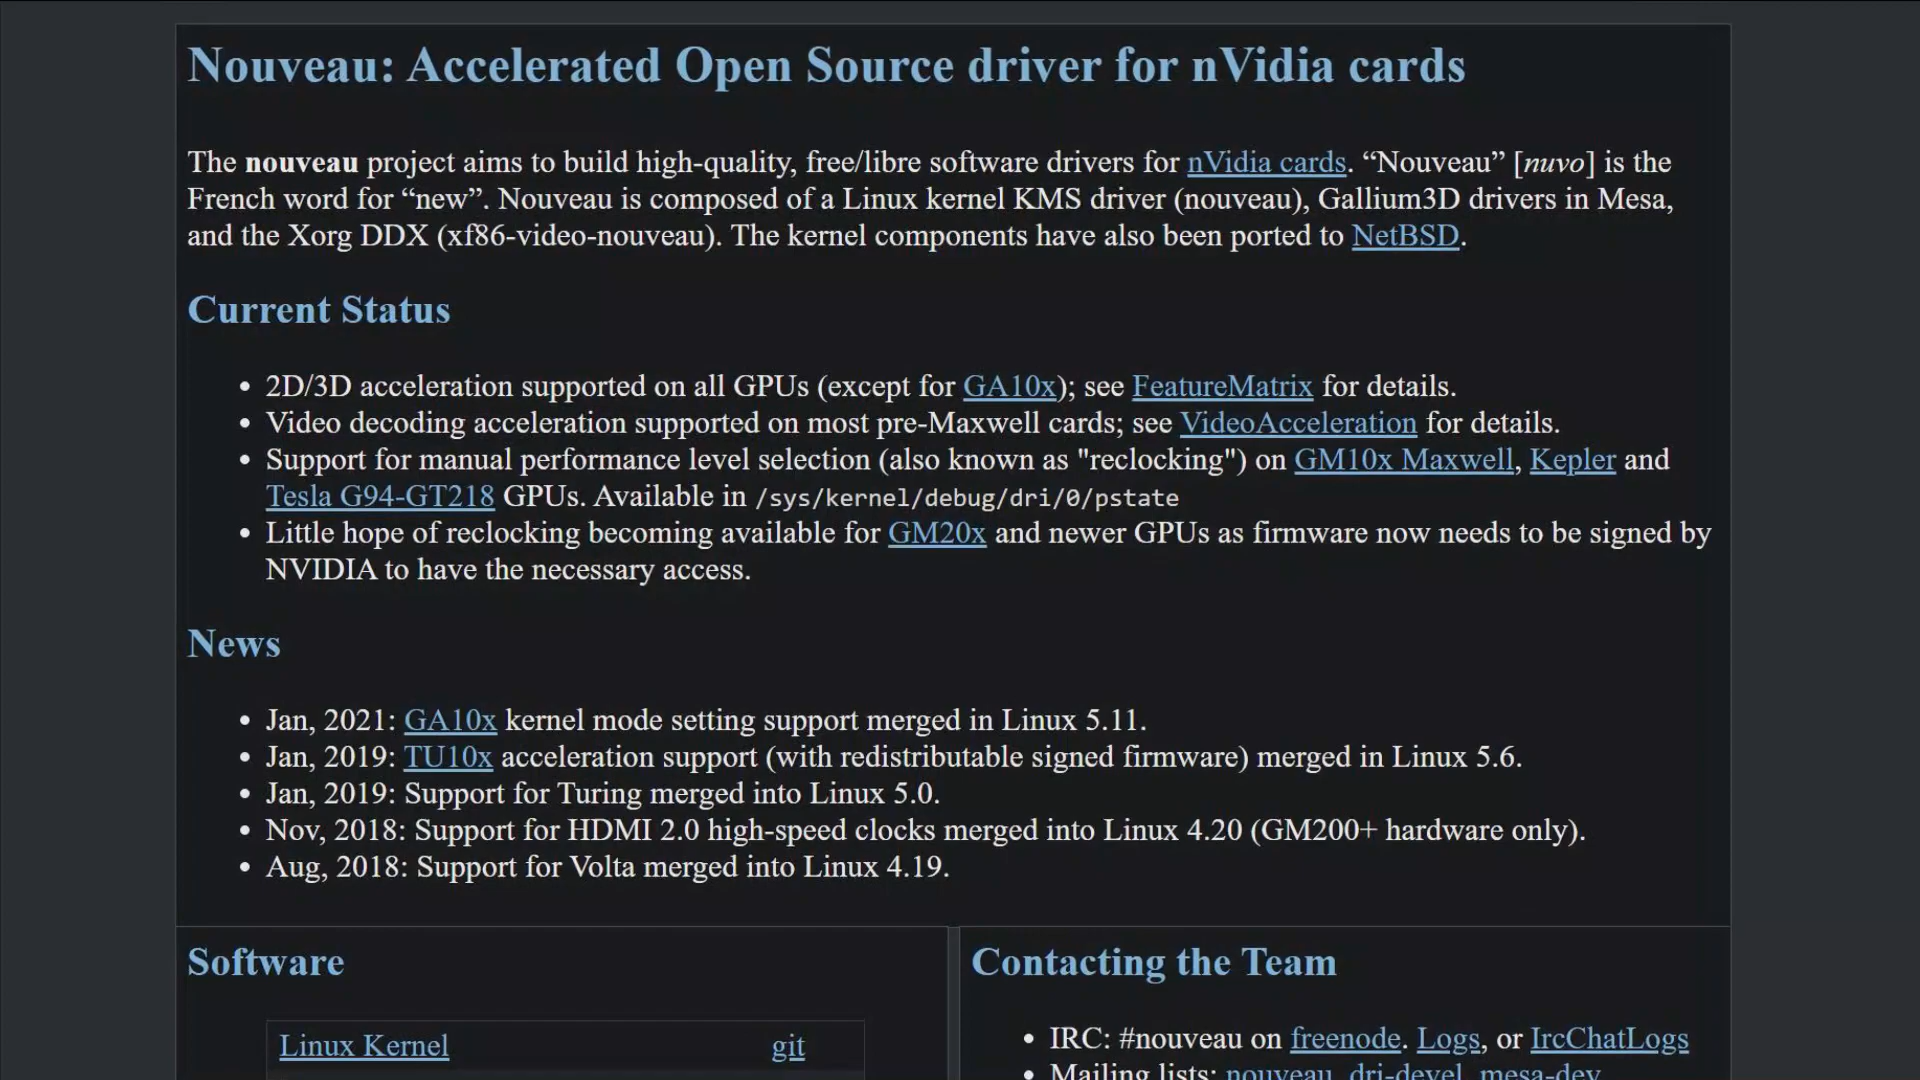 Nouveau: Accelerated Open Source driver for nVidia cards
The nouveau project aims to build high-quality, free/libre software drivers for nVidia cards. “Nouveau” [nuvo] is the
French word for “new”. Nouveau is composed of a Linux kernel KMS driver (nouveau), Gallium3D drivers in Mesa,
and the Xorg DDX (xf86-video-nouveau). The kernel components have also been ported to NetBSD.
Current Status
• 2D/3D acceleration supported on all GPUs (except for GA10x); see FeatureMatrix for details.
• Video decoding acceleration supported on most pre-Maxwell cards; see VideoAcceleration for details.
• Support for manual performance level selection (also known as "reclocking") on GM10x Maxwell, Kepler and
Tesla G94-GT218 GPUs. Available in /sys/kernel/debug/dri/0/pstate
• Little hope of reclocking becoming available for GM20x and newer GPUs as firmware now needs to be signed by
NVIDIA to have the necessary access.
News
• Jan, 2021: GA10x kernel mode setting support merged in Linux 5.11.
• Jan, 2019: TU10x acceleration support (with redistributable signed firmware) merged in Linux 5.6.
• Jan, 2019: Support for Turing merged into Linux 5.0.
• Nov, 2018: Support for HDMI 2.0 high-speed clocks merged into Linux 4.20 (GM200+ hardware only).
• Aug, 2018: Support for Volta merged into Linux 4.19.
Software
Linux Kernel git
Contacting the Team
• IRC: #nouveau on freenode. Logs, or IrcChatLogs
• Mailing lists: nouveau, dri-devel, mesa-dev